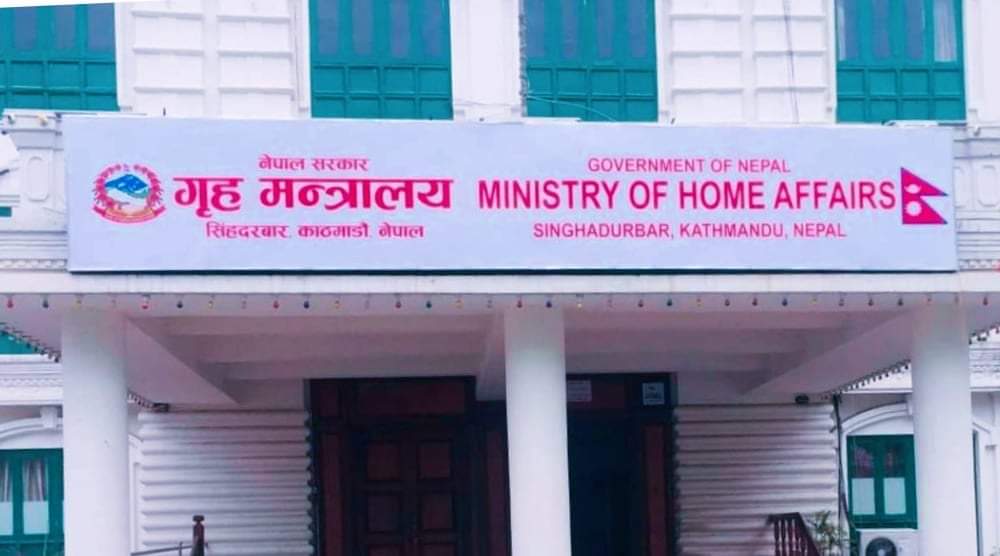 नेपाल सरकार
गृह मन्त्रालय
सिंहदरबार, काठमाडौं, नेपाल
GOVERNMENT OF NEPAL
MINISTRY OF HOME AFFAIRS
SINGHADURBAR, KATHMANDU, NEPAL